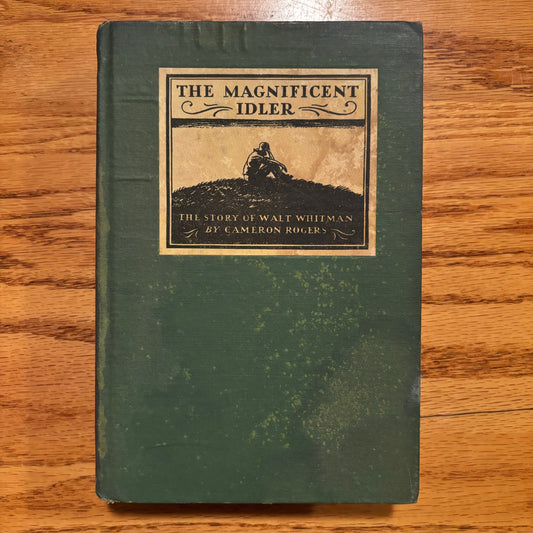 THE MAGNIFICENT
IDLER
THE STORY OF WALT WHITMAN
BY CAMERON ROGERS